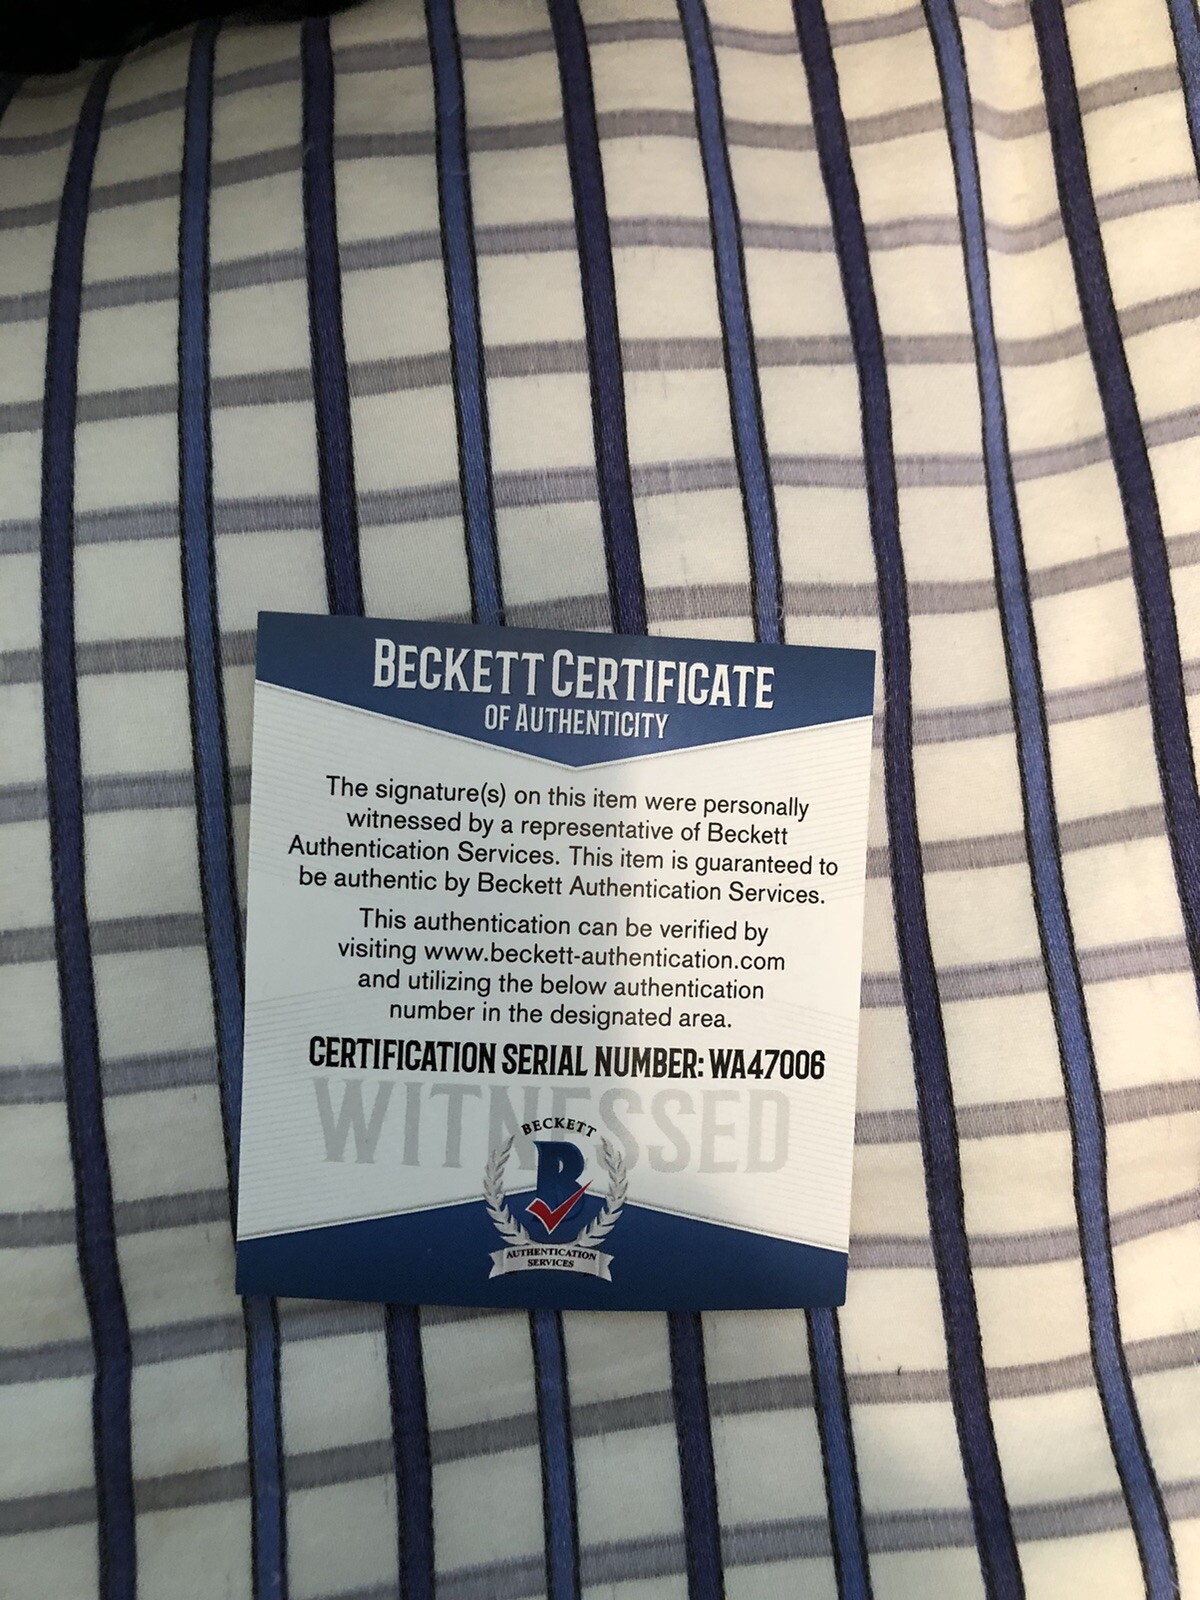 BECKETT CERTIFICATE
OF AUTHENTICITY
The signature(s) on this item were personally
witnessed by a representative of Beckett
Authentication Services. This item is guaranteed to
be authentic by Beckett Authentication Services.
This authentication can be verified by
visiting www.beckett-authentication.com
and utilizing the below authentication
number in the designated area.
CERTIFICATION SERIAL NUMBER: WA47006
WITNESSED
BECKETT
B
AUTHENTICATION
SERVICES